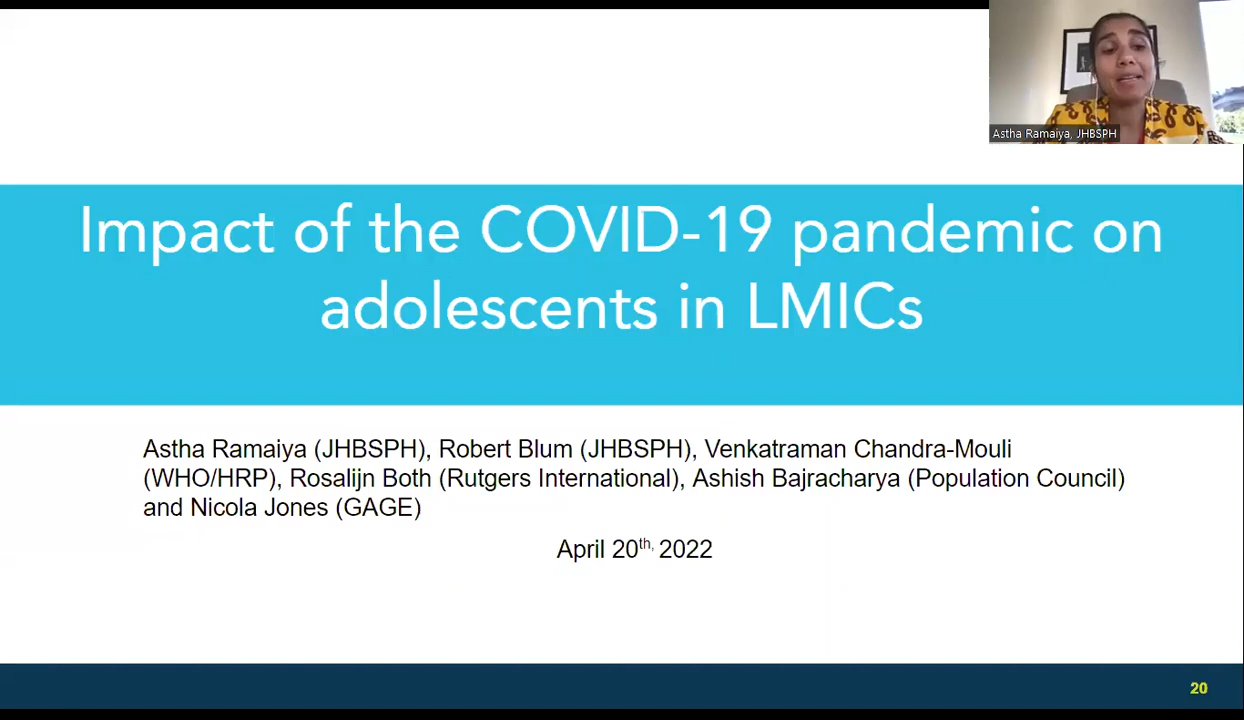 Astha Ramaiya, JHBSPH
Impact of the COVID-19 pandemic on
adolescents in LMICs
Astha Ramaiya (JHBSPH), Robert Blum (JHBSPH), Venkatraman Chandra-Mouli
(WHO/HRP), Rosalijn Both (Rutgers International), Ashish Bajracharya (Population Council)
and Nicola Jones (GAGE)
April 20th, 2022
20